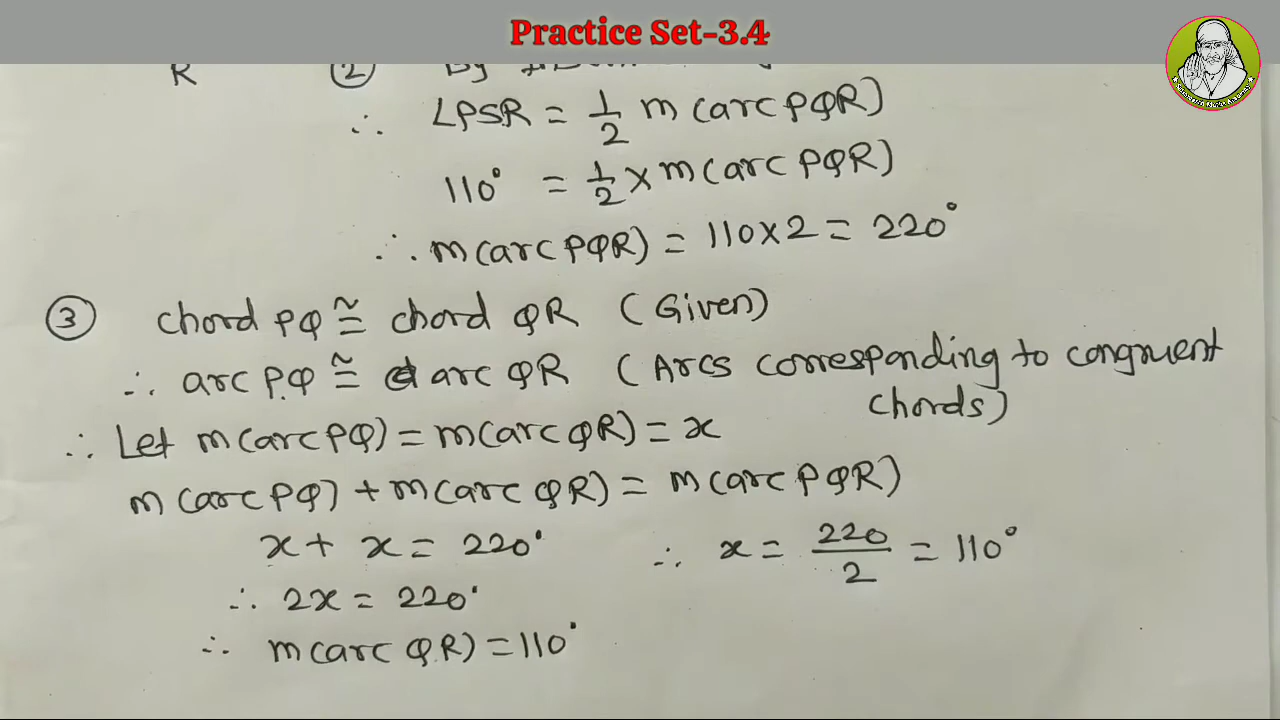 Practice Set-3.4
R ② By
∴ ∠PSR = 1/2 m(arc PQR)
110° = 1/2 × m(arc PQR)
∴ m(arc PQR) = 110×2 = 220°
③ chord PQ ≅ chord QR (Given)
∴ arc PQ ≅ arc QR (Arcs corresponding to congruent
chords)
∴ Let m(arc PQ) = m(arc QR) = x
m(arc PQ) + m(arc QR) = m(arc PQR)
x + x = 220° ∴ x = 220/2 = 110°
∴ 2x = 220°
∴ m(arc QR) = 110°